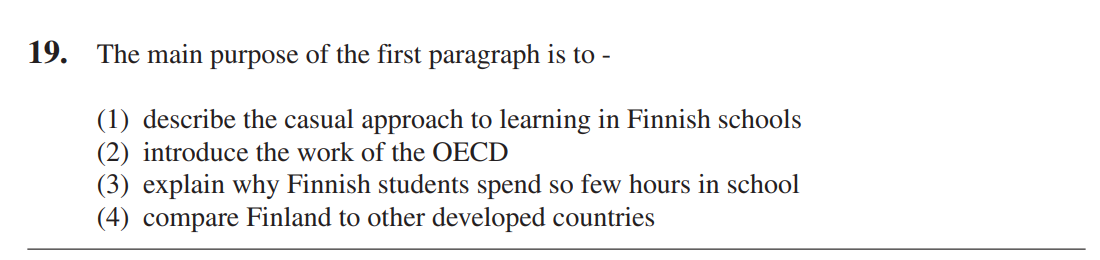 19. The main purpose of the first paragraph is to -
(1) describe the casual approach to learning in Finnish schools
(2) introduce the work of the OECD
(3) explain why Finnish students spend so few hours in school
(4) compare Finland to other developed countries